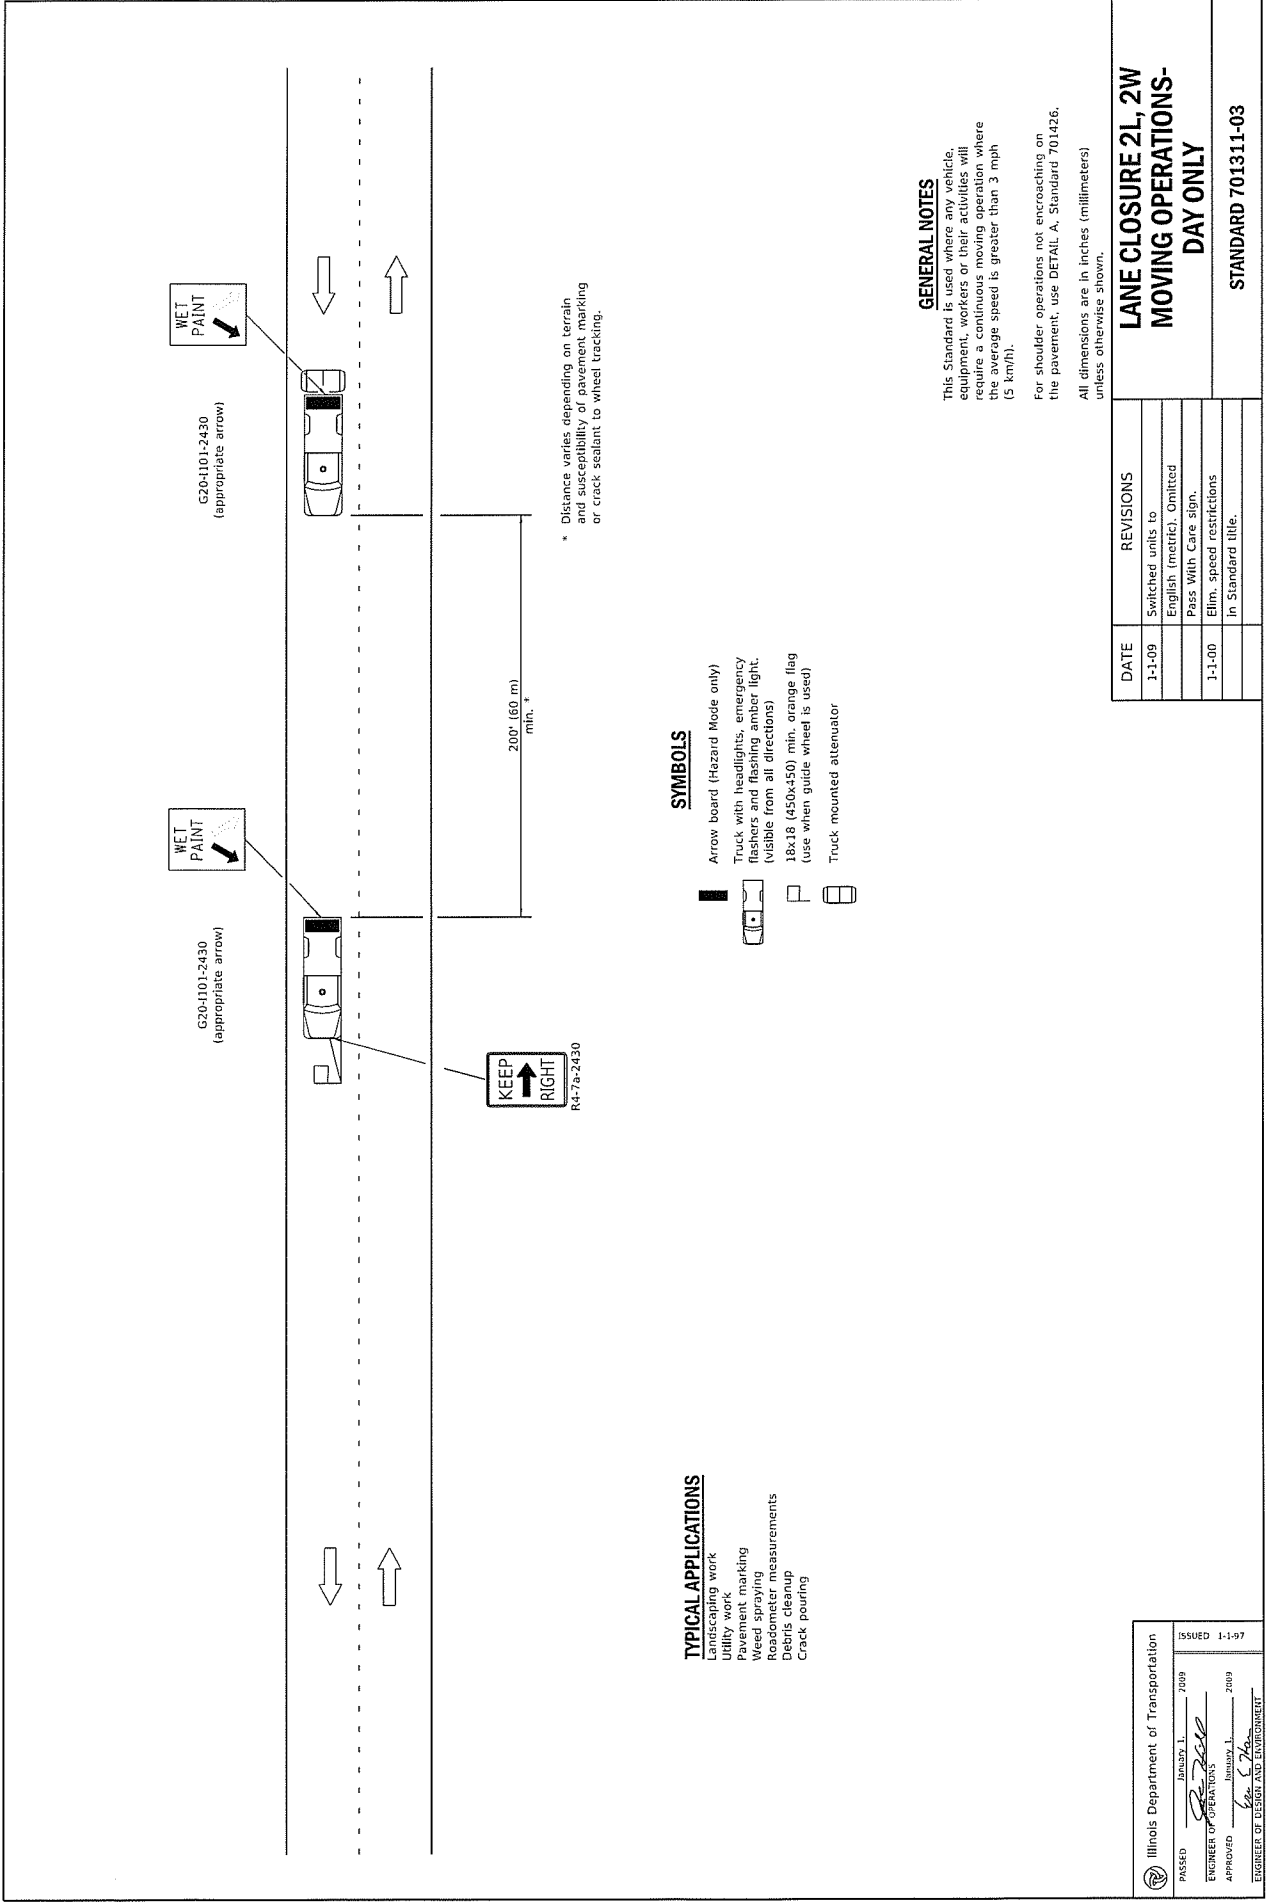 WET
PAINT
G20-I101-2430
(appropriate arrow)
WET
PAINT
G20-I101-2430
(appropriate arrow)
KEEP
RIGHT
R4-7a-2430
200' (60 m)
min. *
* Distance varies depending on terrain
and susceptibility of pavement marking
or crack sealant to wheel tracking.
TYPICAL APPLICATIONS
Landscaping work
Utility work
Pavement marking
Weed spraying
Roadometer measurements
Debris cleanup
Crack pouring
SYMBOLS
Arrow board (Hazard Mode only)
Truck with headlights, emergency
flashers and flashing amber light.
(visible from all directions)
18x18 (450x450) min. orange flag
(use when guide wheel is used)
Truck mounted attenuator
GENERAL NOTES
This Standard is used where any vehicle,
equipment, workers or their activities will
require a continuous moving operation where
the average speed is greater than 3 mph
(5 km/h).
For shoulder operations not encroaching on
the pavement, use DETAIL A, Standard 701426.
All dimensions are in inches (millimeters)
unless otherwise shown.
Illinois Department of Transportation
PASSED January 1, 2009
ENGINEER OF OPERATIONS
APPROVED January 1, 2009
ENGINEER OF DESIGN AND ENVIRONMENT
ISSUED 1-1-97
DATE REVISIONS
1-1-09 Switched units to
English (metric). Omitted
Pass With Care sign.
1-1-00 Elim. speed restrictions
in Standard title.
LANE CLOSURE 2L, 2W
MOVING OPERATIONS-
DAY ONLY
STANDARD 701311-03